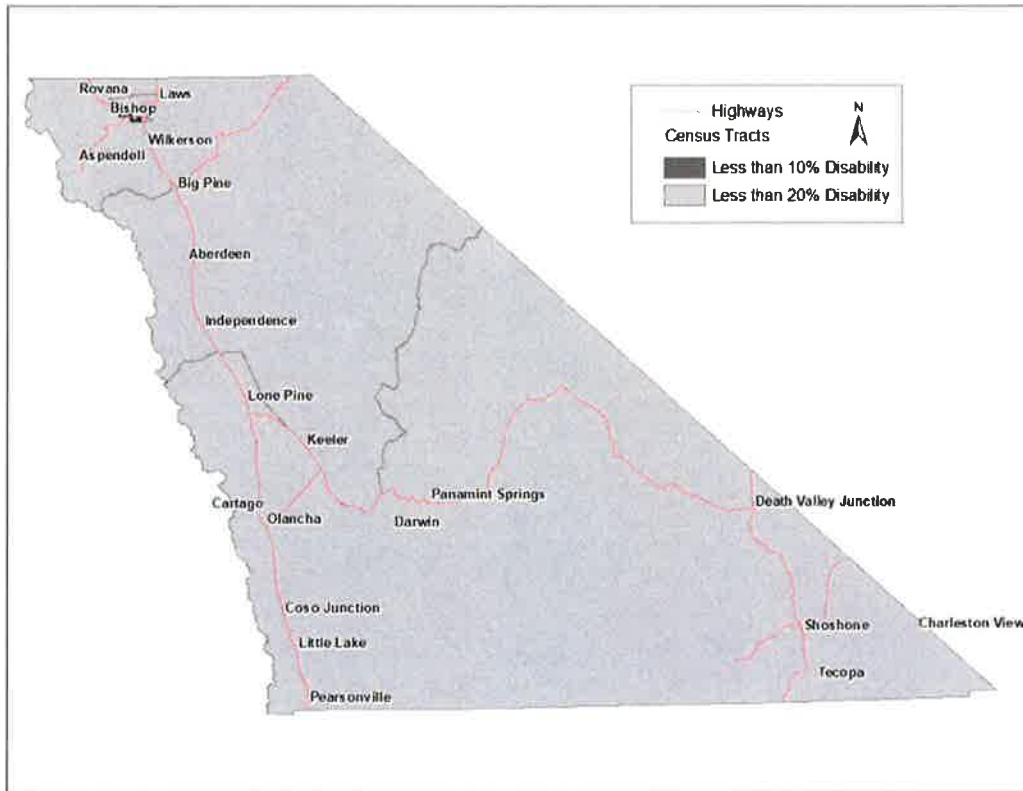 Rovana
Laws
Bishop
Wilkerson
Aspendell
Big Pine
Aberdeen
Independence
Lone Pine
Keeler
Cartago
Olancha
Panamint Springs
Darwin
Death Valley Junction
Coso Junction
Little Lake
Pearsonville
Shoshone
Charleston View
Tecopa
Highways
N
Census Tracts
Less than 10% Disability
Less than 20% Disability